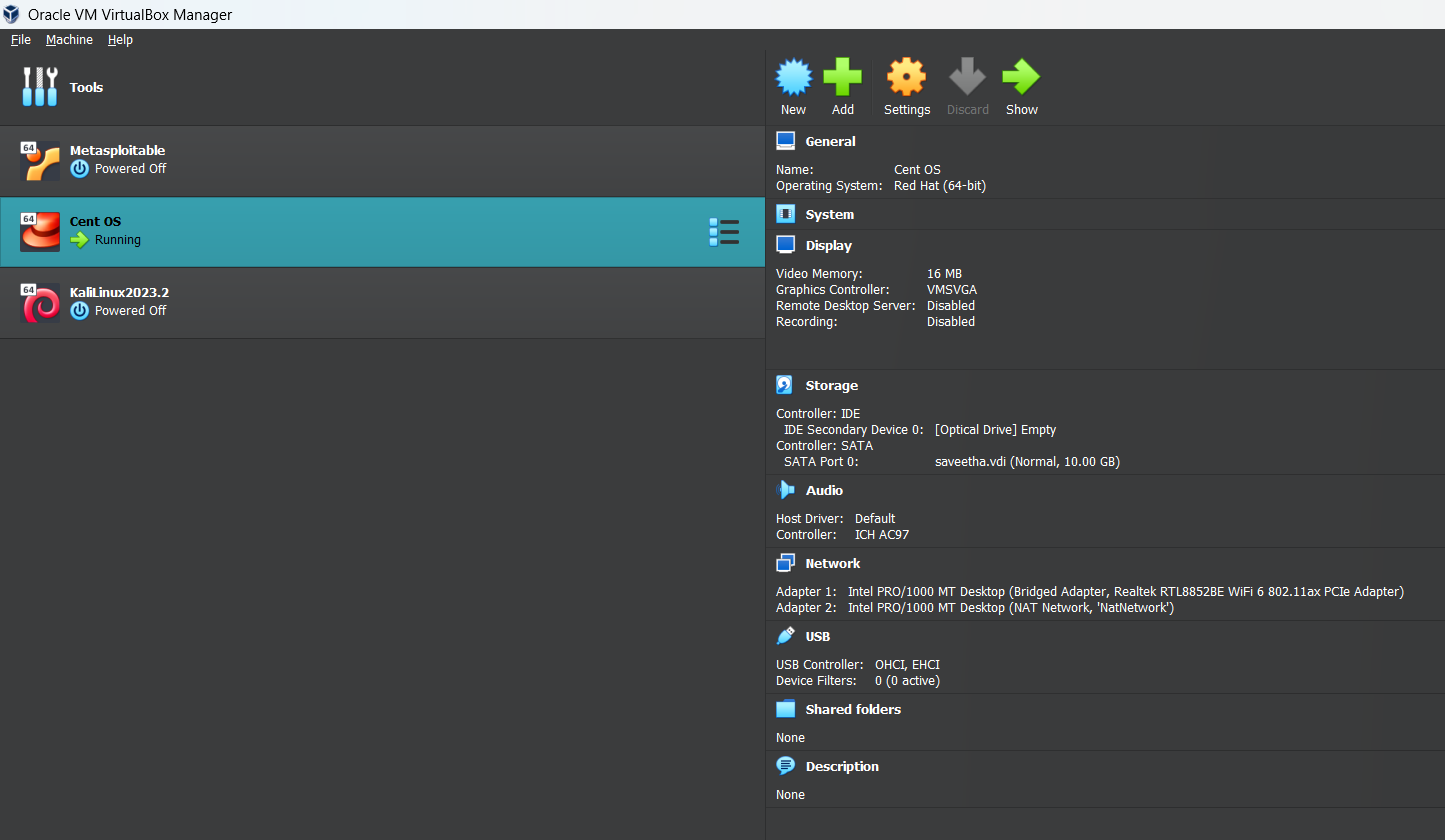 Oracle VM VirtualBox Manager
File Machine Help
Tools
64 Metasploitable
Powered Off
64 Cent OS
Running
64 KaliLinux2023.2
Powered Off
New Add Settings Discard Show
General
Name: Cent OS
Operating System: Red Hat (64-bit)
System
Display
Video Memory: 16 MB
Graphics Controller: VMSVGA
Remote Desktop Server: Disabled
Recording: Disabled
Storage
Controller: IDE
IDE Secondary Device 0: [Optical Drive] Empty
Controller: SATA
SATA Port 0: saveetha.vdi (Normal, 10.00 GB)
Audio
Host Driver: Default
Controller: ICH AC97
Network
Adapter 1: Intel PRO/1000 MT Desktop (Bridged Adapter, Realtek RTL8852BE WiFi 6 802.11ax PCIe Adapter)
Adapter 2: Intel PRO/1000 MT Desktop (NAT Network, 'NatNetwork')
USB
USB Controller: OHCI, EHCI
Device Filters: 0 (0 active)
Shared folders
None
Description
None